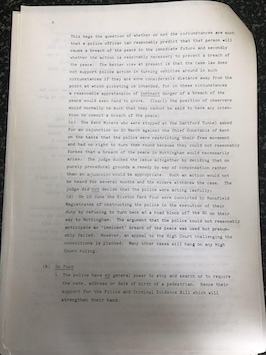 This begs the question of whether or not the circumstances are such
that a police officer can reasonably predict that that person will
cause a breach of the peace in the immediate future and secondly
whether the action is reasonably necessary to prevent a breach of
the peace. The better view at present is that the case law does
not support police action in turning vehicles around in such
circumstances if they are some considerable distance away from the
point at which picketing is intended, for in these circumstances
a reasonable apprehension of imminent danger of a breach of the
peace would seem hard to prove. Clearly the position of observers
would normally be such that they cannot be said to have any inten-
tion to commit a breach of the peace.
(c) The Kent Miners who were stopped at the Dartford Tunnel asked
for an injunction on 20 March against the Chief Constable of Kent
on the basis that the police were restricting their free movement
and had no right to turn them back because they could not reasonably
foresee that a breach of the peace in Nottingham would necessarily
arise. The judge ducked the issue altogether by deciding that on
purely procedural grounds a remedy by way of compensation rather
than an injunction would be appropriate. Such an action would not
be heard for several months and the miners withdrew the case. The
judge did not decide that the police were acting lawfully.
(d) On 19 June the Silverton four were convicted by Mansfield
Magistrates of obstructing the police in the execution of their
duty by refusing to turn back at a road block off the M1 on their
way to Nottingham. The argument that the police could not reasonably
anticipate an "imminent" breach of the peace was used but presum-
ably failed. However, an appeal to the High Court challenging the
convictions is planned. Many other cases will hang on any High
Court ruling.
(B) On Foot
1 The police have no general power to stop and search or to require
the name, address or date of birth of a pedestrian. Hence their
support for the Police and Criminal Evidence Bill which will
strengthen their hand.